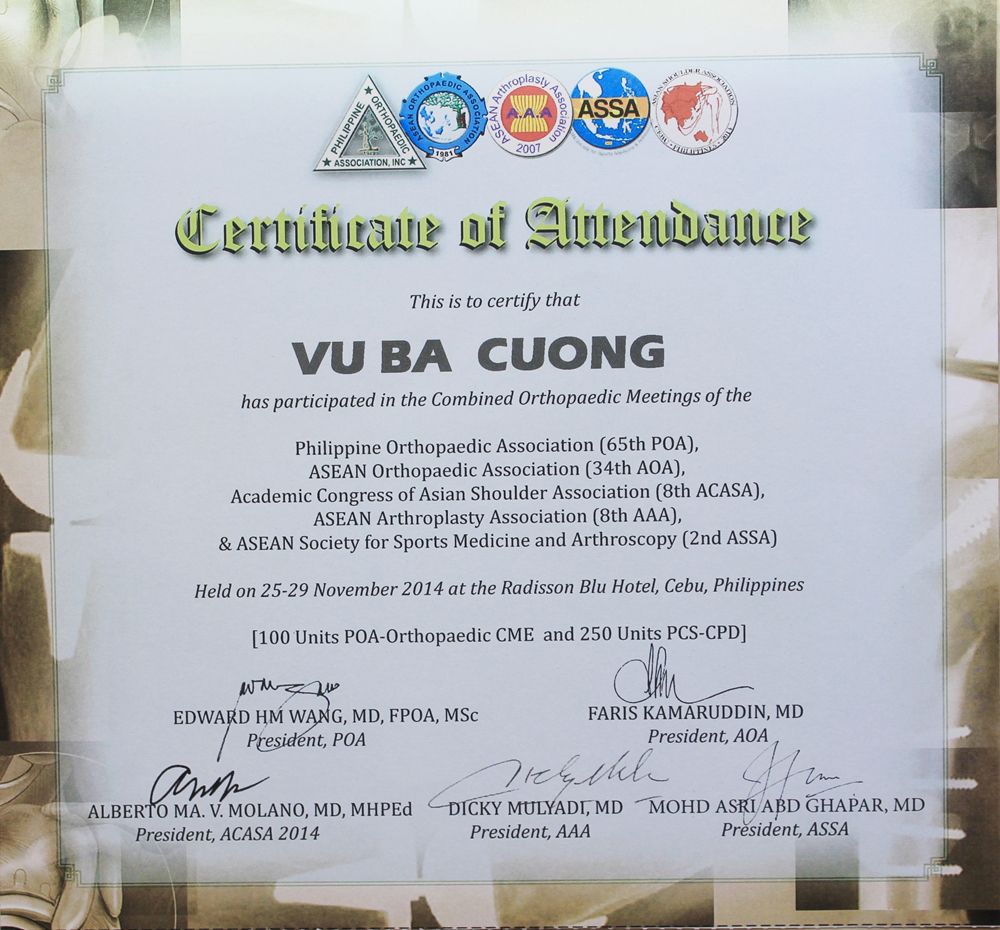 PHILIPPINE ORTHOPAEDIC
ASSOCIATION, INC
ASEAN ORTHOPAEDIC ASSOCIATION
1981
ASEAN Arthroplasty Association
A.A.A
2007
ASSA
ASIAN SHOULDER ASSOCIATION
CEBU - PHILIPPINES
Certificate of Attendance
This is to certify that
VU BA CUONG
has participated in the Combined Orthopaedic Meetings of the
Philippine Orthopaedic Association (65th POA),
ASEAN Orthopaedic Association (34th AOA),
Academic Congress of Asian Shoulder Association (8th ACASA),
ASEAN Arthroplasty Association (8th AAA),
& ASEAN Society for Sports Medicine and Arthroscopy (2nd ASSA)
Held on 25-29 November 2014 at the Radisson Blu Hotel, Cebu, Philippines
[100 Units POA-Orthopaedic CME and 250 Units PCS-CPD]
EDWARD HM WANG, MD, FPOA, MSc
President, POA
FARIS KAMARUDDIN, MD
President, AOA
ALBERTO MA. V. MOLANO, MD, MHPEd
President, ACASA 2014
DICKY MULYADI, MD
President, AAA
MOHD ASRI ABD GHAPAR, MD
President, ASSA